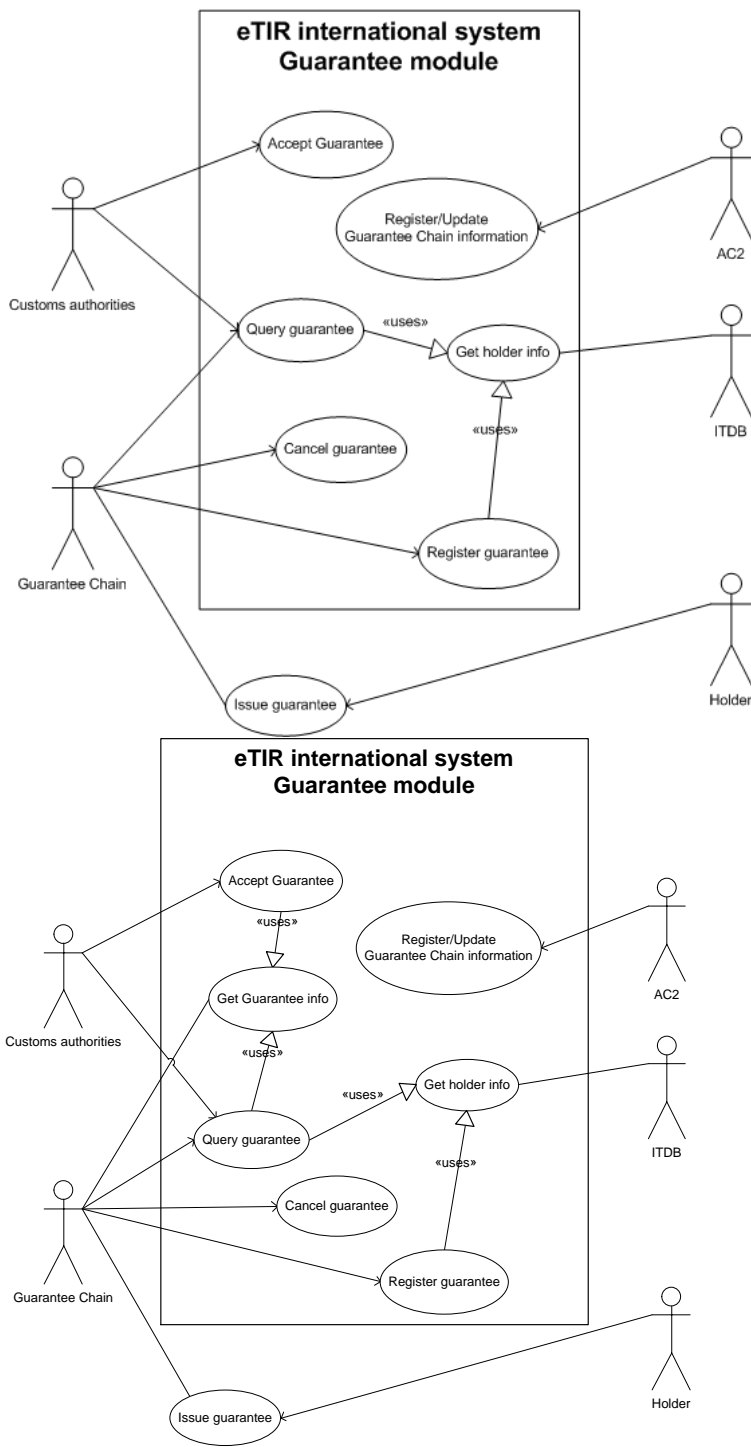 eTIR international system
Guarantee module
Accept Guarantee
Register/Update
Guarantee Chain information
AC2
Customs authorities
Query guarantee
«uses»
Get holder info
ITDB
«uses»
Cancel guarantee
Register guarantee
Guarantee Chain
Issue guarantee
Holder
eTIR international system
Guarantee module
Accept Guarantee
«uses»
Register/Update
Guarantee Chain information
AC2
Get Guarantee info
Customs authorities
«uses»
Get holder info
«uses»
Query guarantee
ITDB
«uses»
Cancel guarantee
Register guarantee
Guarantee Chain
Issue guarantee
Holder